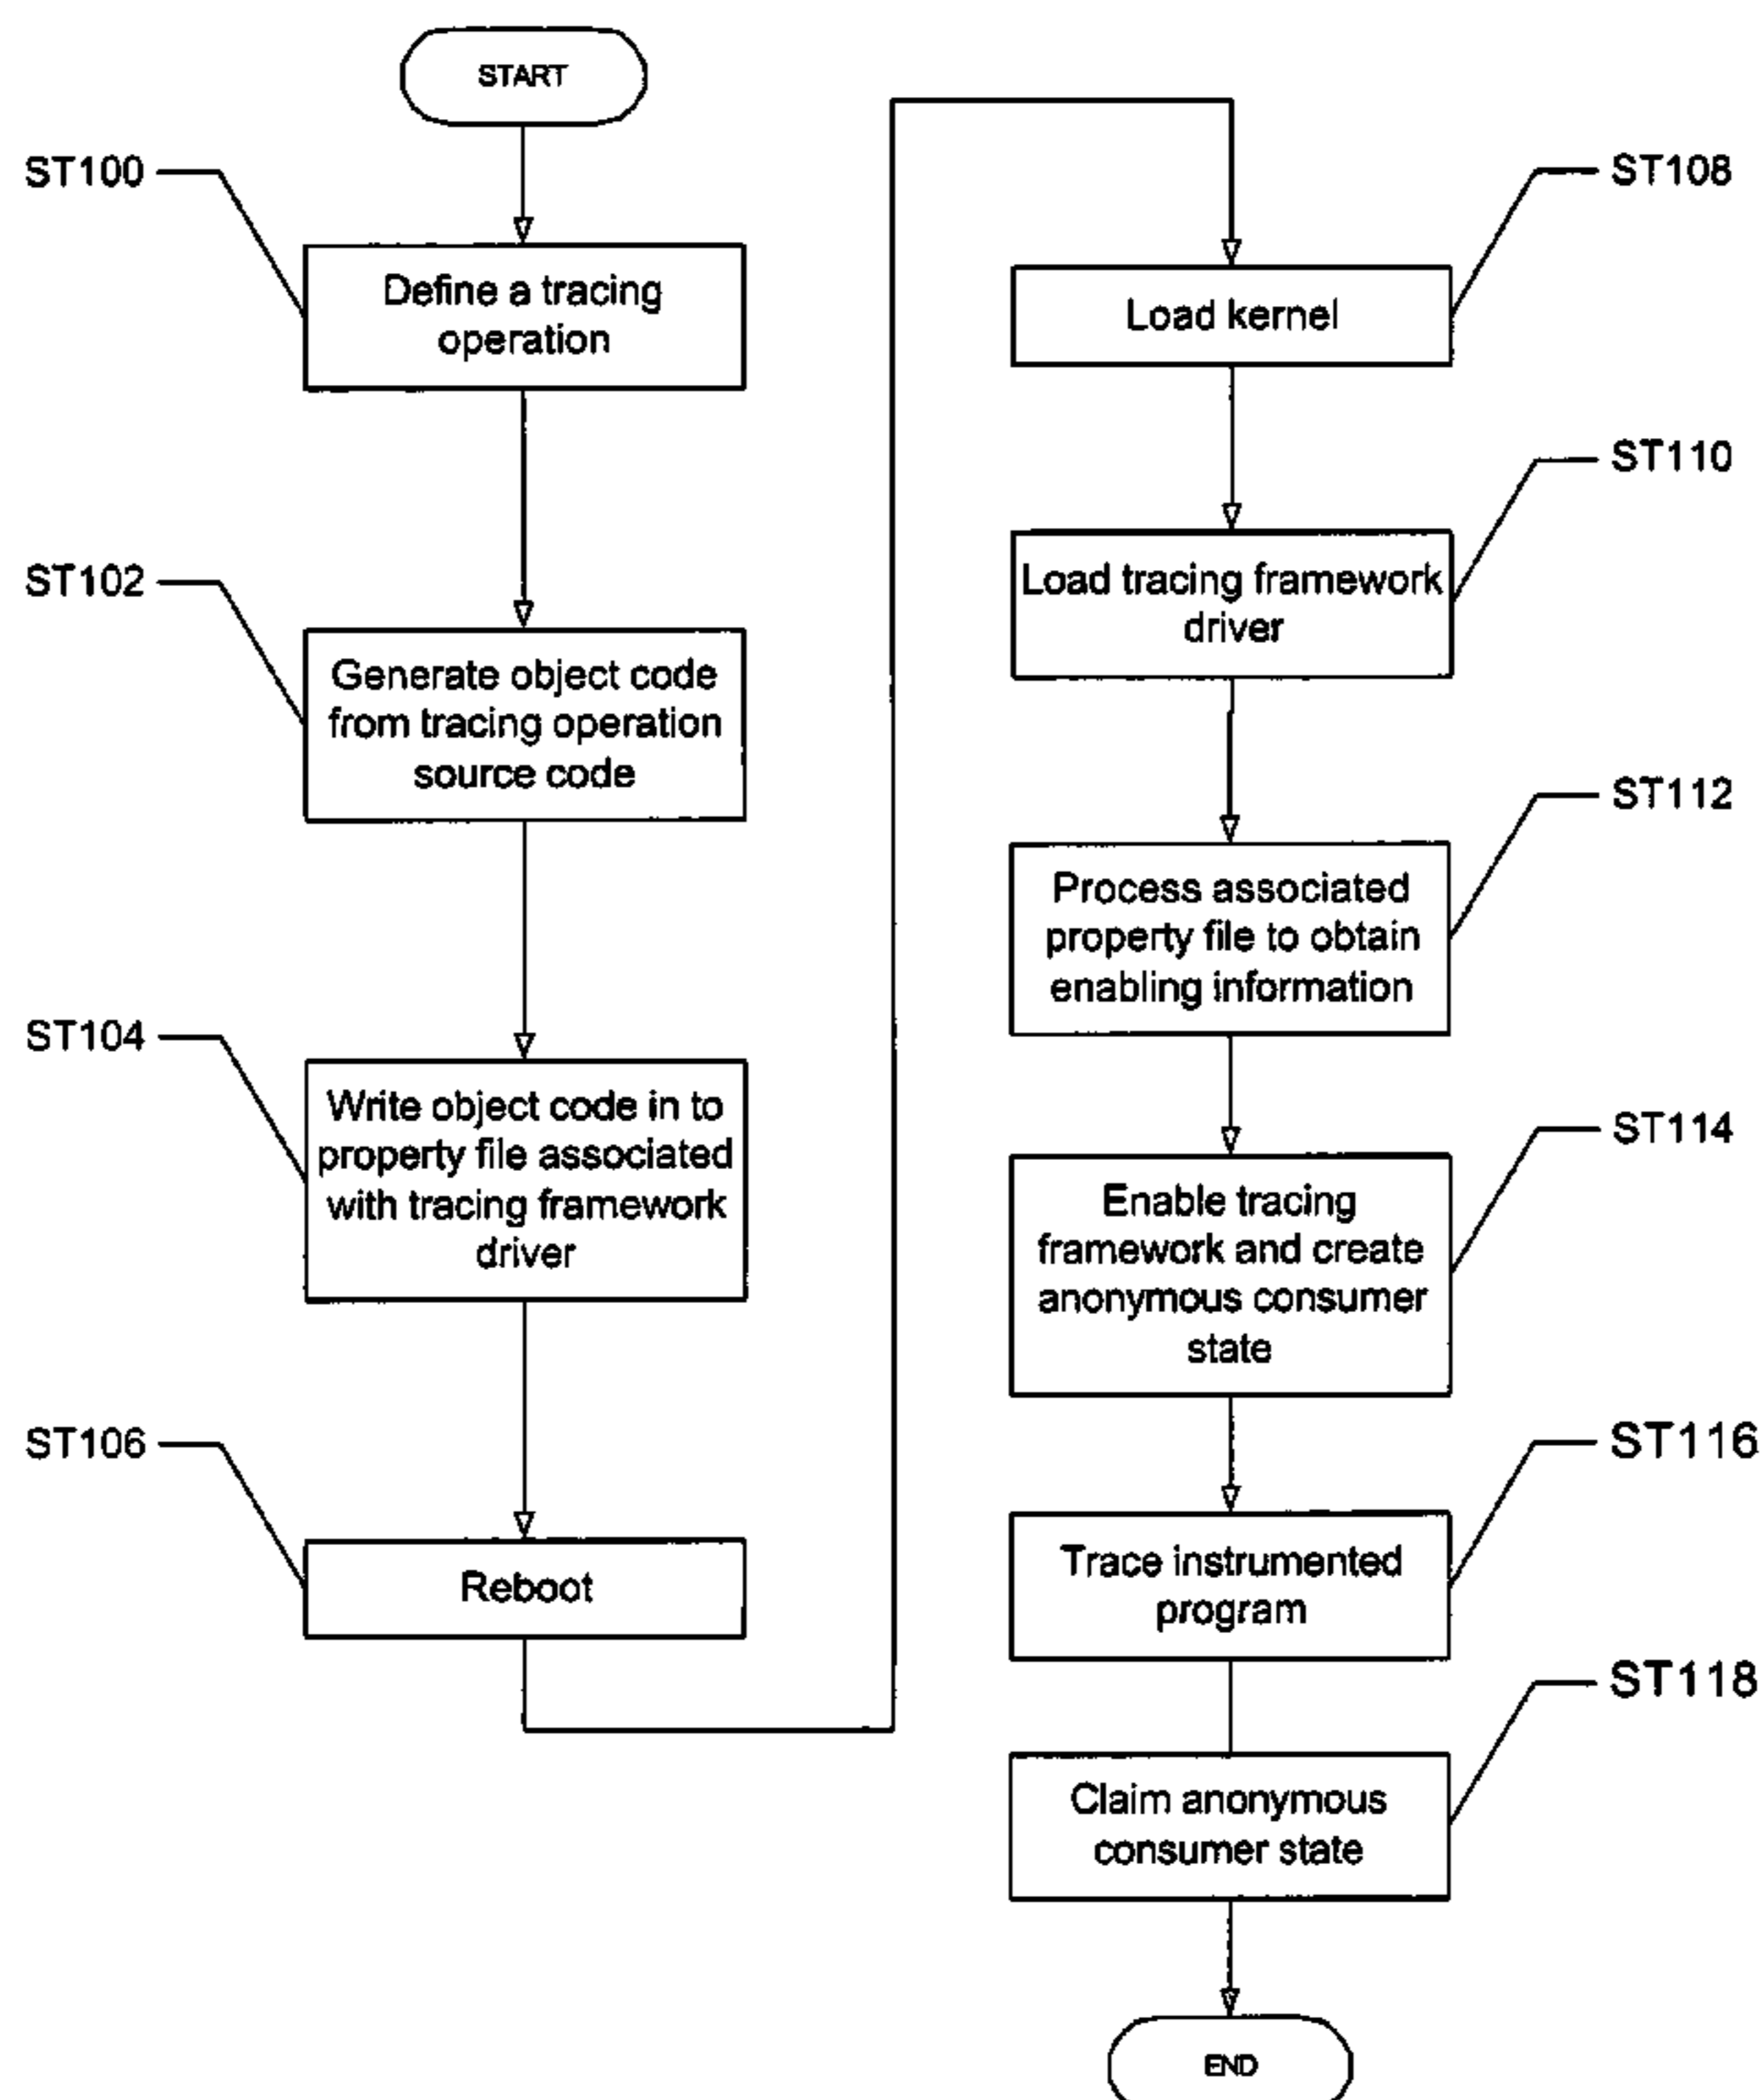 START
ST100
Define a tracing
operation
ST102
Generate object code
from tracing operation
source code
ST104
Write object code in to
property file associated
with tracing framework
driver
ST106
Reboot
ST108
Load kernel
ST110
Load tracing framework
driver
ST112
Process associated
property file to obtain
enabling information
ST114
Enable tracing
framework and create
anonymous consumer
state
ST116
Trace instrumented
program
ST118
Claim anonymous
consumer state
END